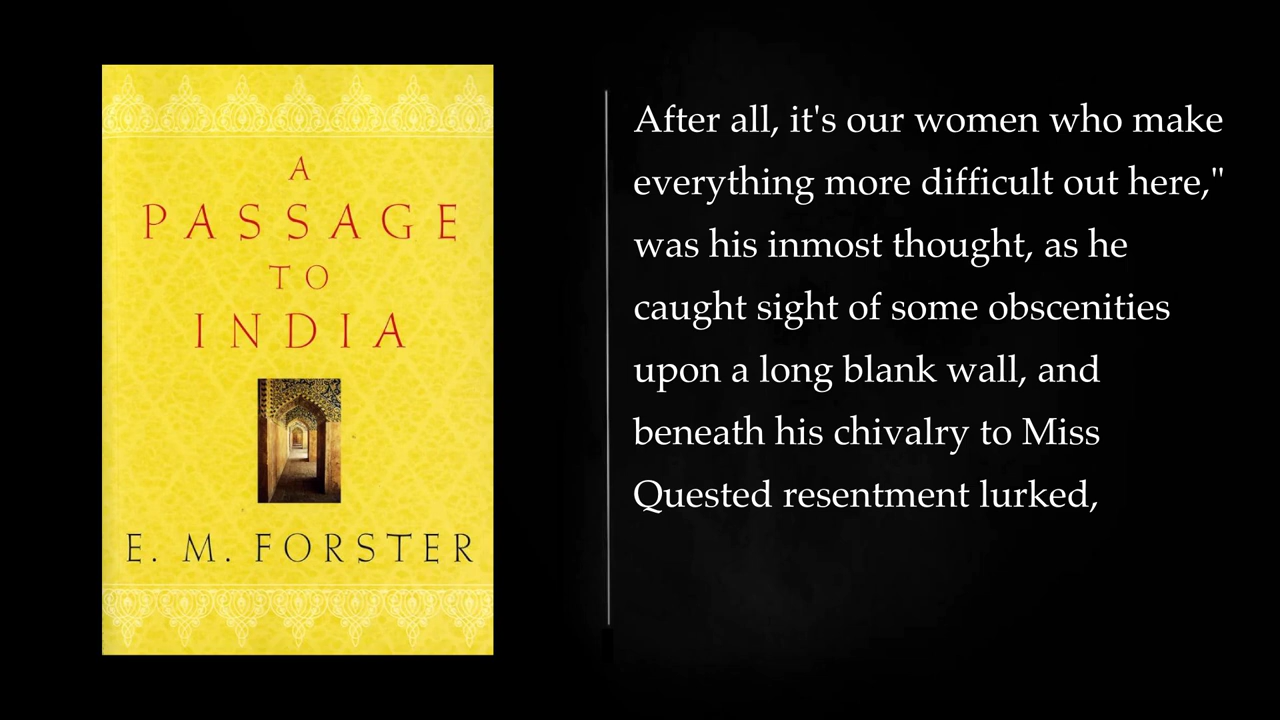 A
PASSAGE
TO
INDIA
E. M. FORSTER
After all, it's our women who make
everything more difficult out here,"
was his inmost thought, as he
caught sight of some obscenities
upon a long blank wall, and
beneath his chivalry to Miss
Quested resentment lurked,